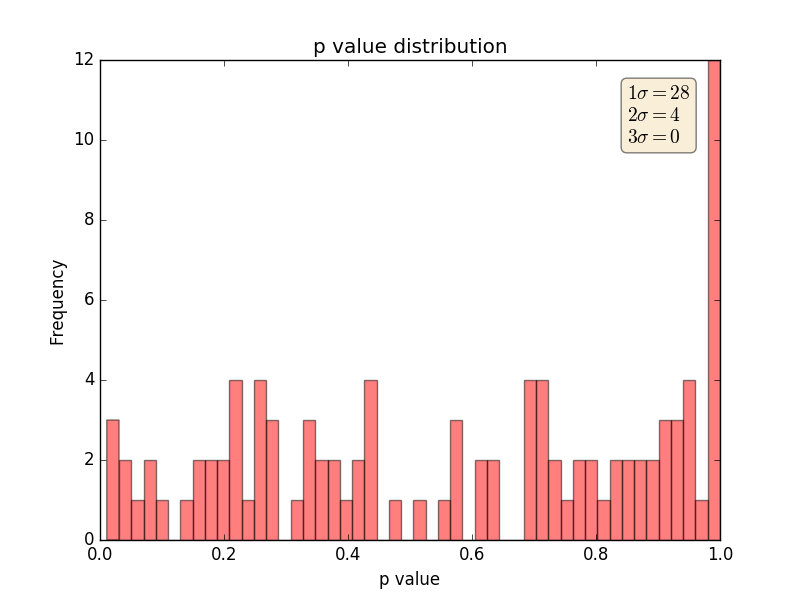 p value distribution
12
10
8
6
4
2
0
Frequency
1σ = 28
2σ = 4
3σ = 0
0.0 0.2 0.4 0.6 0.8 1.0
p value